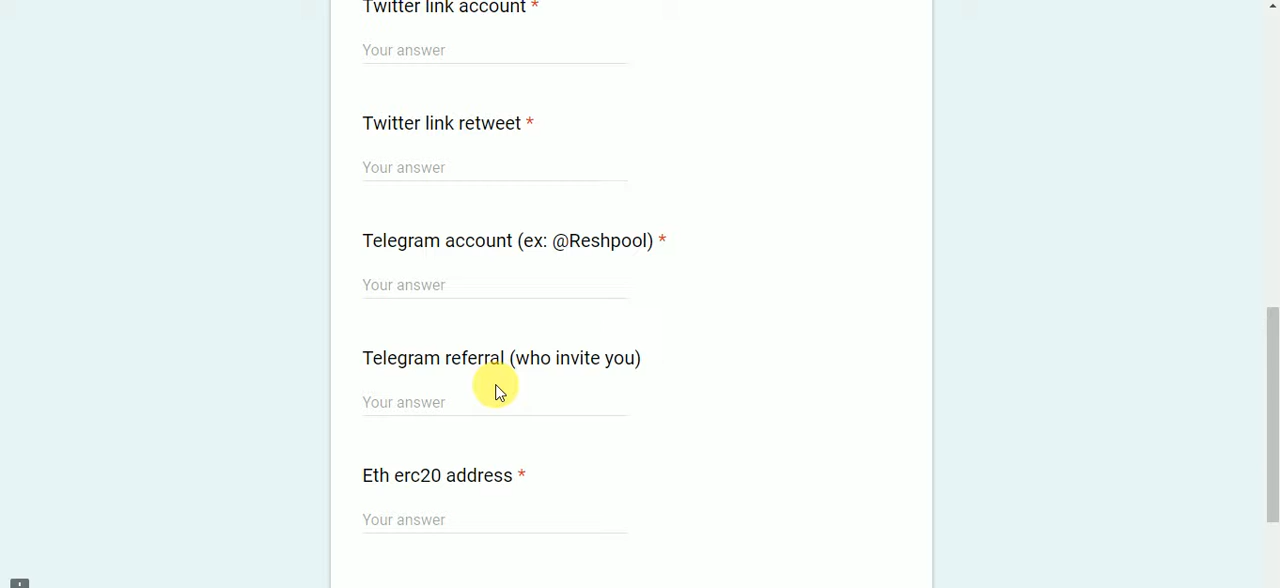 Twitter link account *
Your answer
Twitter link retweet *
Your answer
Telegram account (ex: @Reshpool) *
Your answer
Telegram referral (who invite you)
Your answer
Eth erc20 address *
Your answer